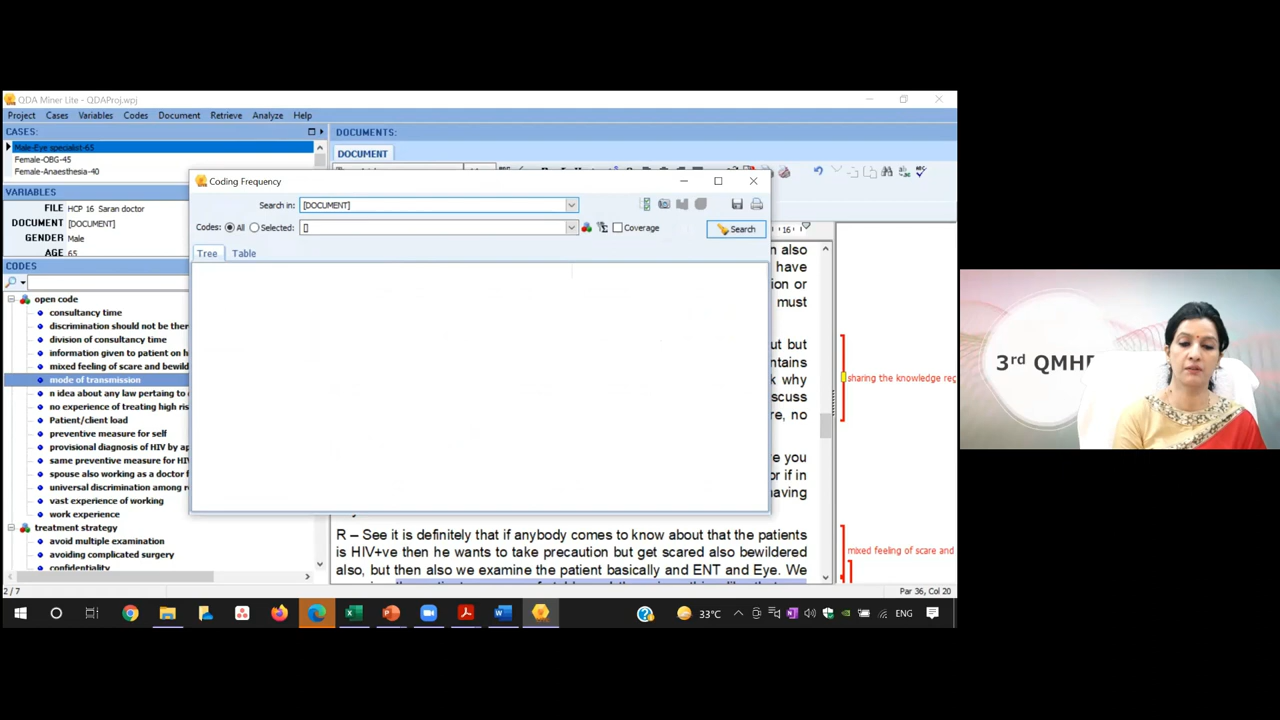 QDA Miner Lite - QDAProj.wpj
Project Cases Variables Codes Document Retrieve Analyze Help
CASES:
Male-Eye specialist-65
Female-OBG-45
Female-Anaesthesia-40
VARIABLES
FILE HCP 16 Saran doctor
DOCUMENT [DOCUMENT]
GENDER Male
AGE 65
CODES
open code
consultancy time
discrimination should not be ther
division of consultancy time
information given to patient on h
mixed feeling of scare and bewild
mode of transmission
n idea about any law pertaining to
no experience of treating high ris
Patient/client load
preventive measure for self
provisional diagnosis of HIV by ap
same preventive measure for HI
spouse also working as a doctor f
universal discrimination among r
vast experience of working
work experience
treatment strategy
avoid multiple examination
avoiding complicated surgery
confidentiality
2 / 7
DOCUMENTS:
DOCUMENT
Coding Frequency
Search in: [DOCUMENT]
Codes: All Selected: [] Coverage Search
Tree Table
16
n also
have
ion or
must
ut but
ntains
k why
scuss
re, no
e you
or if in
having
R – See it is definitely that if anybody comes to know about that the patients
is HIV+ve then he wants to take precaution but get scared also bewildered
also, but then also we examine the patient basically and ENT and Eye. We
sharing the knowledge reg
mixed feeling of scare and
Par 36, Col 20
33°C ENG
3rd QMHR